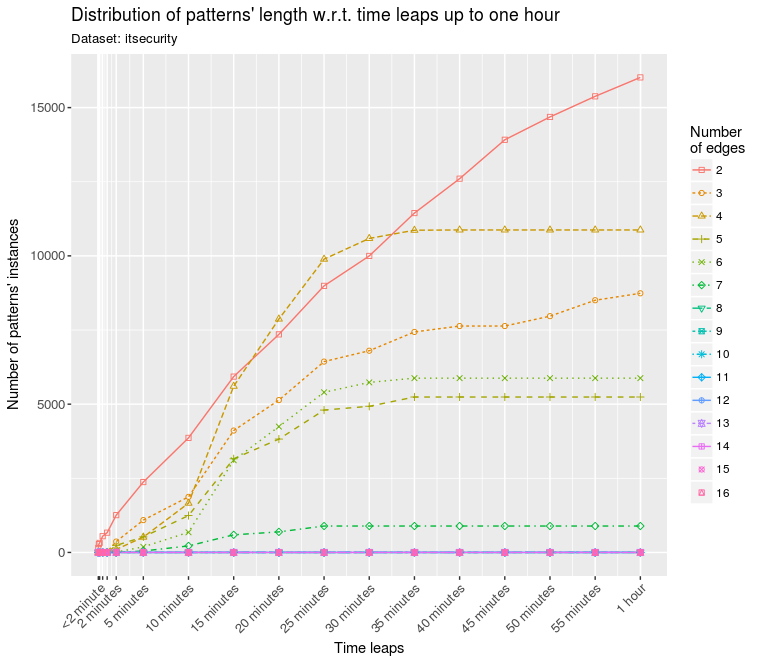 Distribution of patterns' length w.r.t. time leaps up to one hour
Dataset: itsecurity
Number of patterns' instances
15000
10000
5000
0
<2 minute
2 minutes
5 minutes
10 minutes
15 minutes
20 minutes
25 minutes
30 minutes
35 minutes
40 minutes
45 minutes
50 minutes
55 minutes
1 hour
Time leaps
Number
of edges
2
3
4
5
6
7
8
9
10
11
12
13
14
15
16